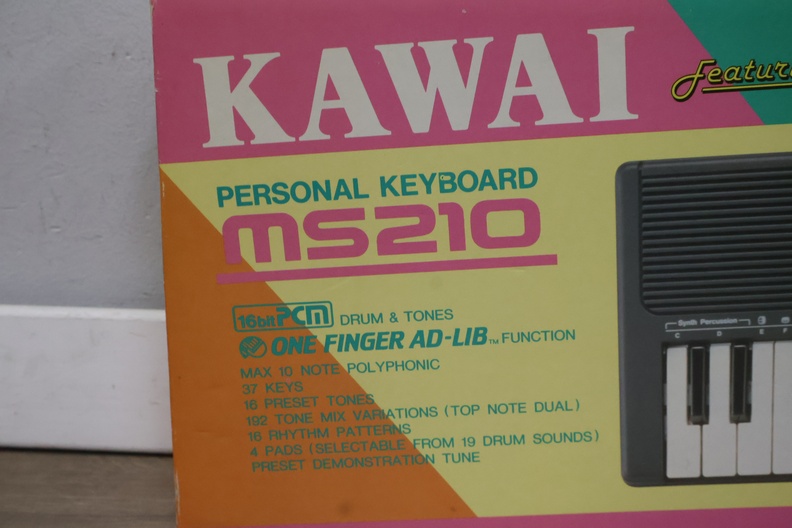 KAWAI
Featur
PERSONAL KEYBOARD
MS210
16bit PCM DRUM & TONES
ONE FINGER AD-LIB TM FUNCTION
MAX 10 NOTE POLYPHONIC
37 KEYS
16 PRESET TONES
192 TONE MIX VARIATIONS (TOP NOTE DUAL)
16 RHYTHM PATTERNS
4 PADS (SELECTABLE FROM 19 DRUM SOUNDS)
PRESET DEMONSTRATION TUNE
Synth Percussion
C D E F